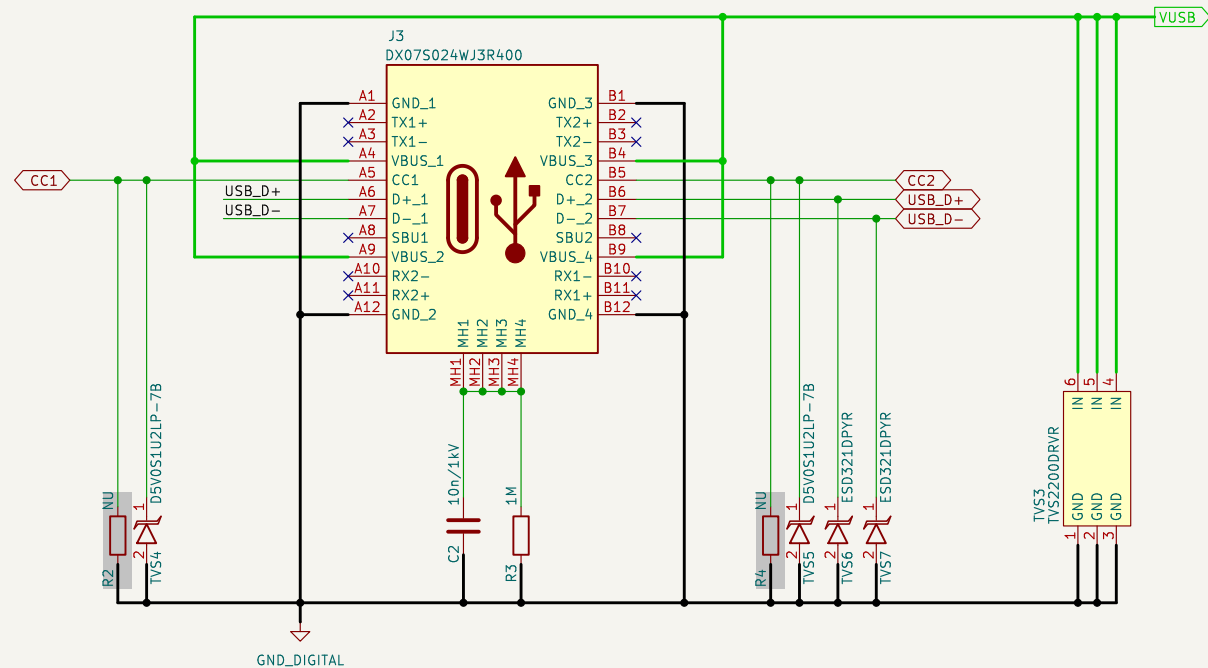 VUSB
J3
DX07S024WJ3R400
A1 GND_1 GND_3 B1
A2 TX1+ TX2+ B2
A3 TX1- TX2- B3
A4 VBUS_1 VBUS_3 B4
CC1 A5 CC1 CC2 B5 CC2
USB_D+ A6 D+_1 D+_2 B6 USB_D+
USB_D- A7 D-_1 D-_2 B7 USB_D-
A8 SBU1 SBU2 B8
A9 VBUS_2 VBUS_4 B9
A10 RX2- RX1- B10
A11 RX2+ RX1+ B11
A12 GND_2 GND_4 B12
MH1 MH2 MH3 MH4
MH1 MH2 MH3 MH4
6 5 4
IN IN IN
TVS3
TVS2200DRVR
GND GND GND
1 2 3
NU
R2
D5V0S1U2LP-7B
1
2
TVS4
10n/1kV
C2
1M
R3
NU
R4
D5V0S1U2LP-7B
1
2
TVS5
ESD321DPYR
1
2
TVS6
ESD321DPYR
1
2
TVS7
GND_DIGITAL